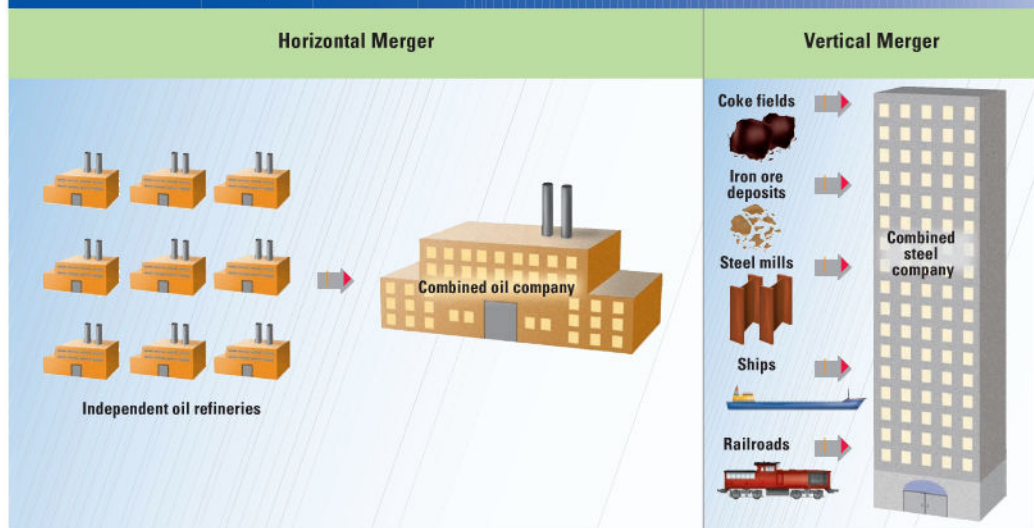 Horizontal Merger
Independent oil refineries
Combined oil company
Vertical Merger
Coke fields
Iron ore
deposits
Steel mills
Ships
Railroads
Combined
steel
company